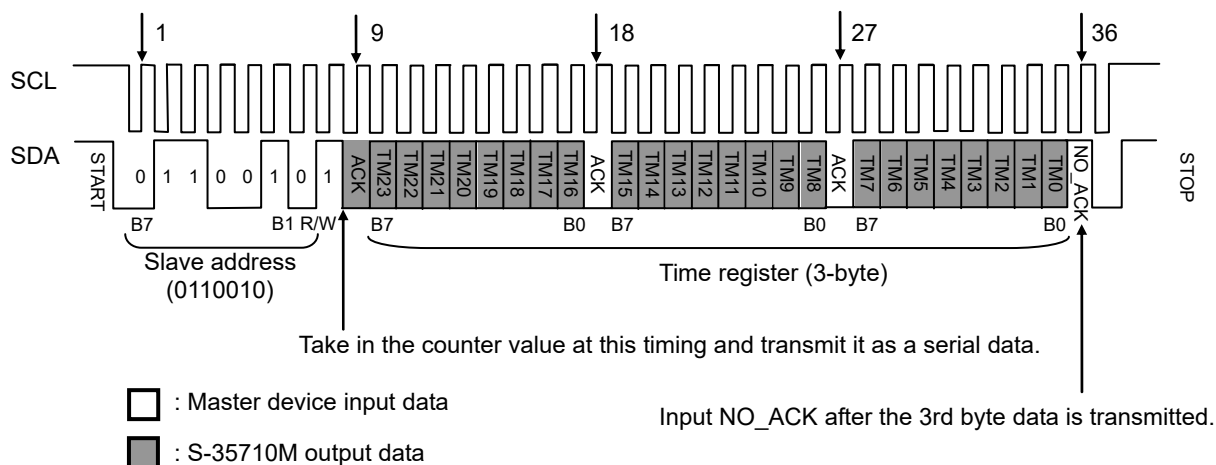 1 9 18 27 36
SCL
SDA
START 0 1 1 0 0 1 0 1 ACK TM23 TM22 TM21 TM20 TM19 TM18 TM17 TM16 ACK TM15 TM14 TM13 TM12 TM11 TM10 TM9 TM8 ACK TM7 TM6 TM5 TM4 TM3 TM2 TM1 TM0 NO_ACK STOP
B7 B1 R/W B7 B0 B7 B0 B7 B0
Slave address
(0110010)
Time register (3-byte)
Take in the counter value at this timing and transmit it as a serial data.
: Master device input data
Input NO_ACK after the 3rd byte data is transmitted.
: S-35710M output data